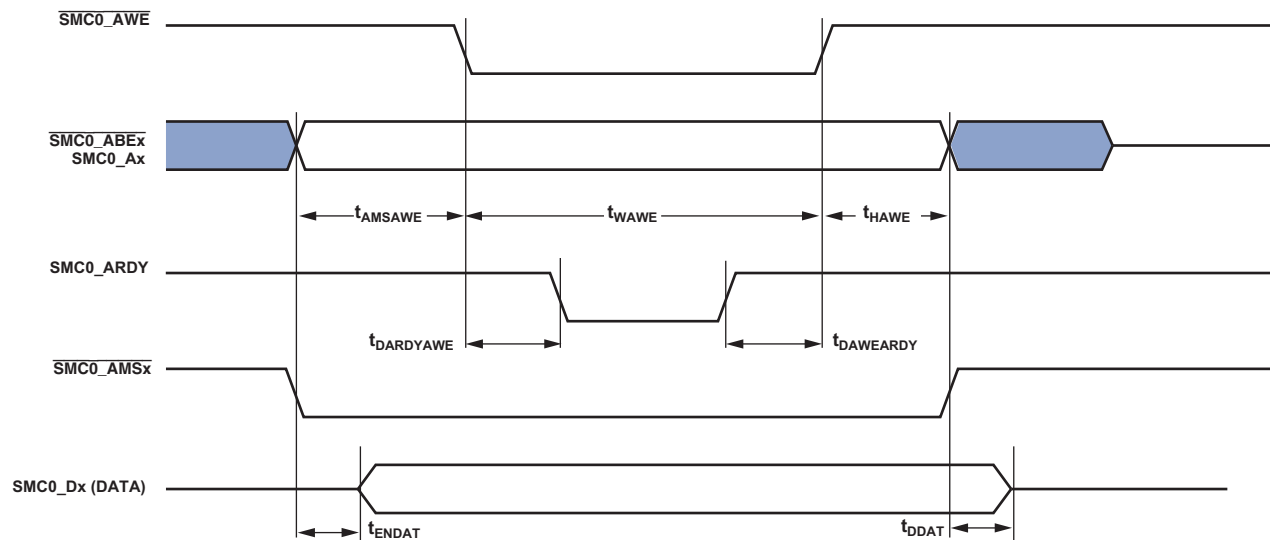 SMC0_AWE
SMC0_ABEx
SMC0_Ax
tAMSAWE
tWAWE
tHAWE
SMC0_ARDY
tDARDYAWE
tDAWEARDY
SMC0_AMSx
SMC0_Dx (DATA)
tENDAT
tDDAT